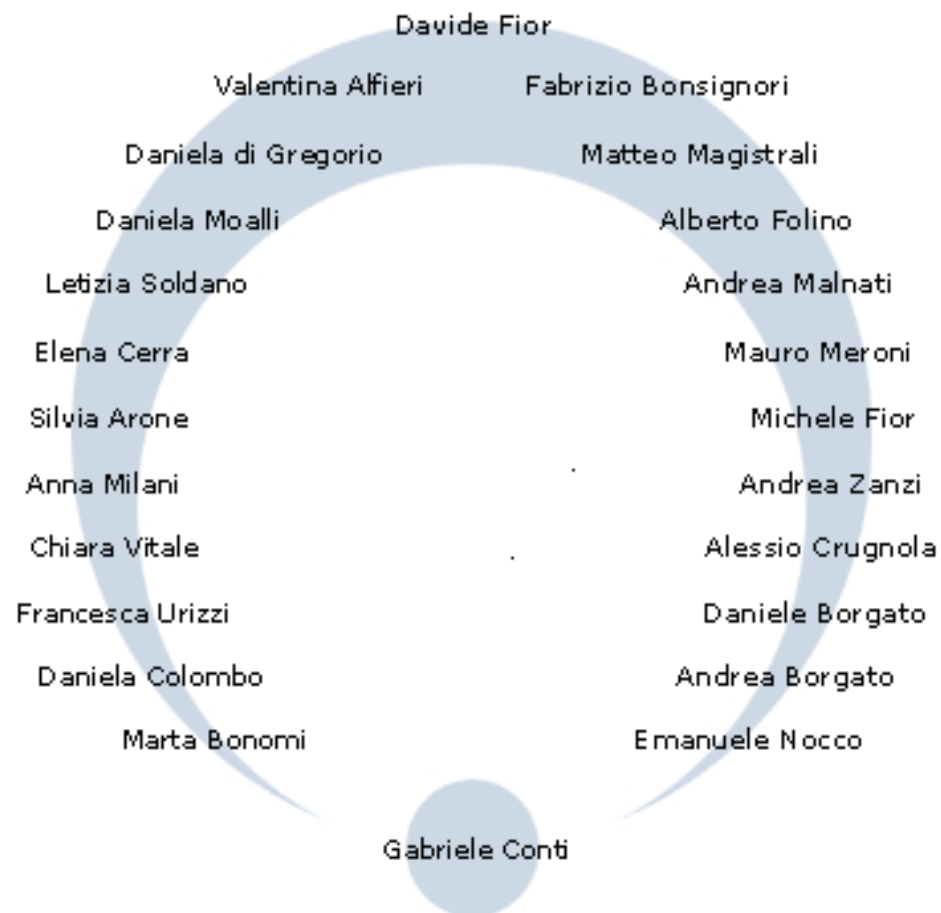 Davide Fior
Valentina Alfieri Fabrizio Bonsignori
Daniela di Gregorio Matteo Magistrali
Daniela Moalli Alberto Folino
Letizia Soldano Andrea Malnati
Elena Cerra Mauro Meroni
Silvia Arone Michele Fior
Anna Milani Andrea Zanzi
Chiara Vitale Alessio Crugnola
Francesca Urizzi Daniele Borgato
Daniela Colombo Andrea Borgato
Marta Bonomi Emanuele Nocco
Gabriele Conti